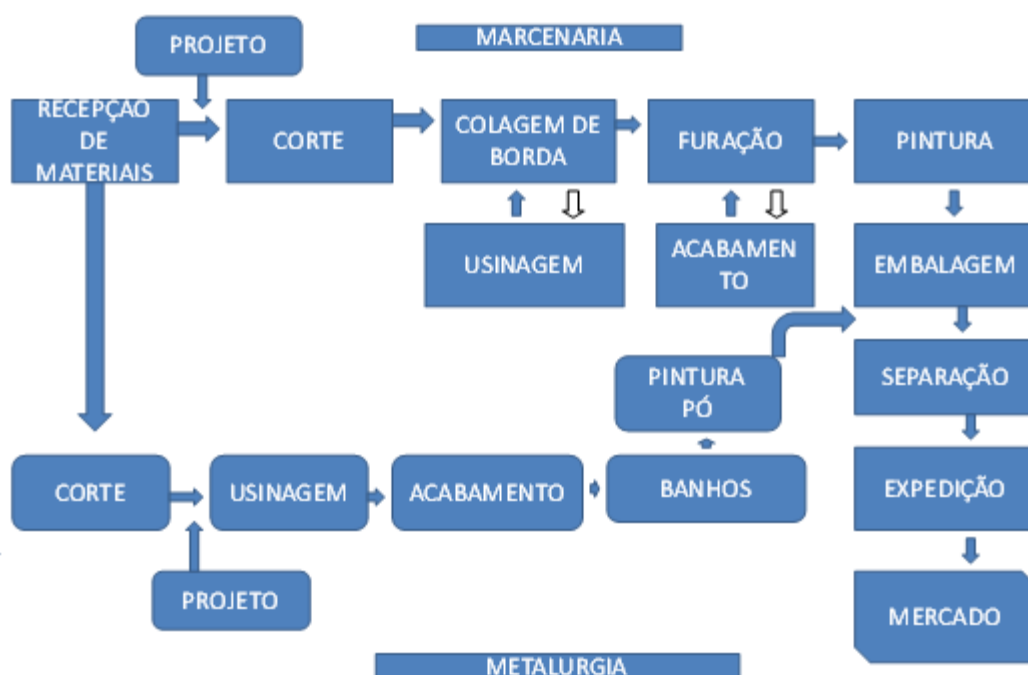 PROJETO
MARCENARIA
RECEPÇAO
DE
MATERIAIS
CORTE
COLAGEM DE
BORDA
FURAÇÃO
PINTURA
USINAGEM
ACABAMEN
TO
EMBALAGEM
PINTURA
PÓ
SEPARAÇÃO
CORTE
USINAGEM
ACABAMENTO
BANHOS
EXPEDIÇÃO
PROJETO
MERCADO
METALURGIA